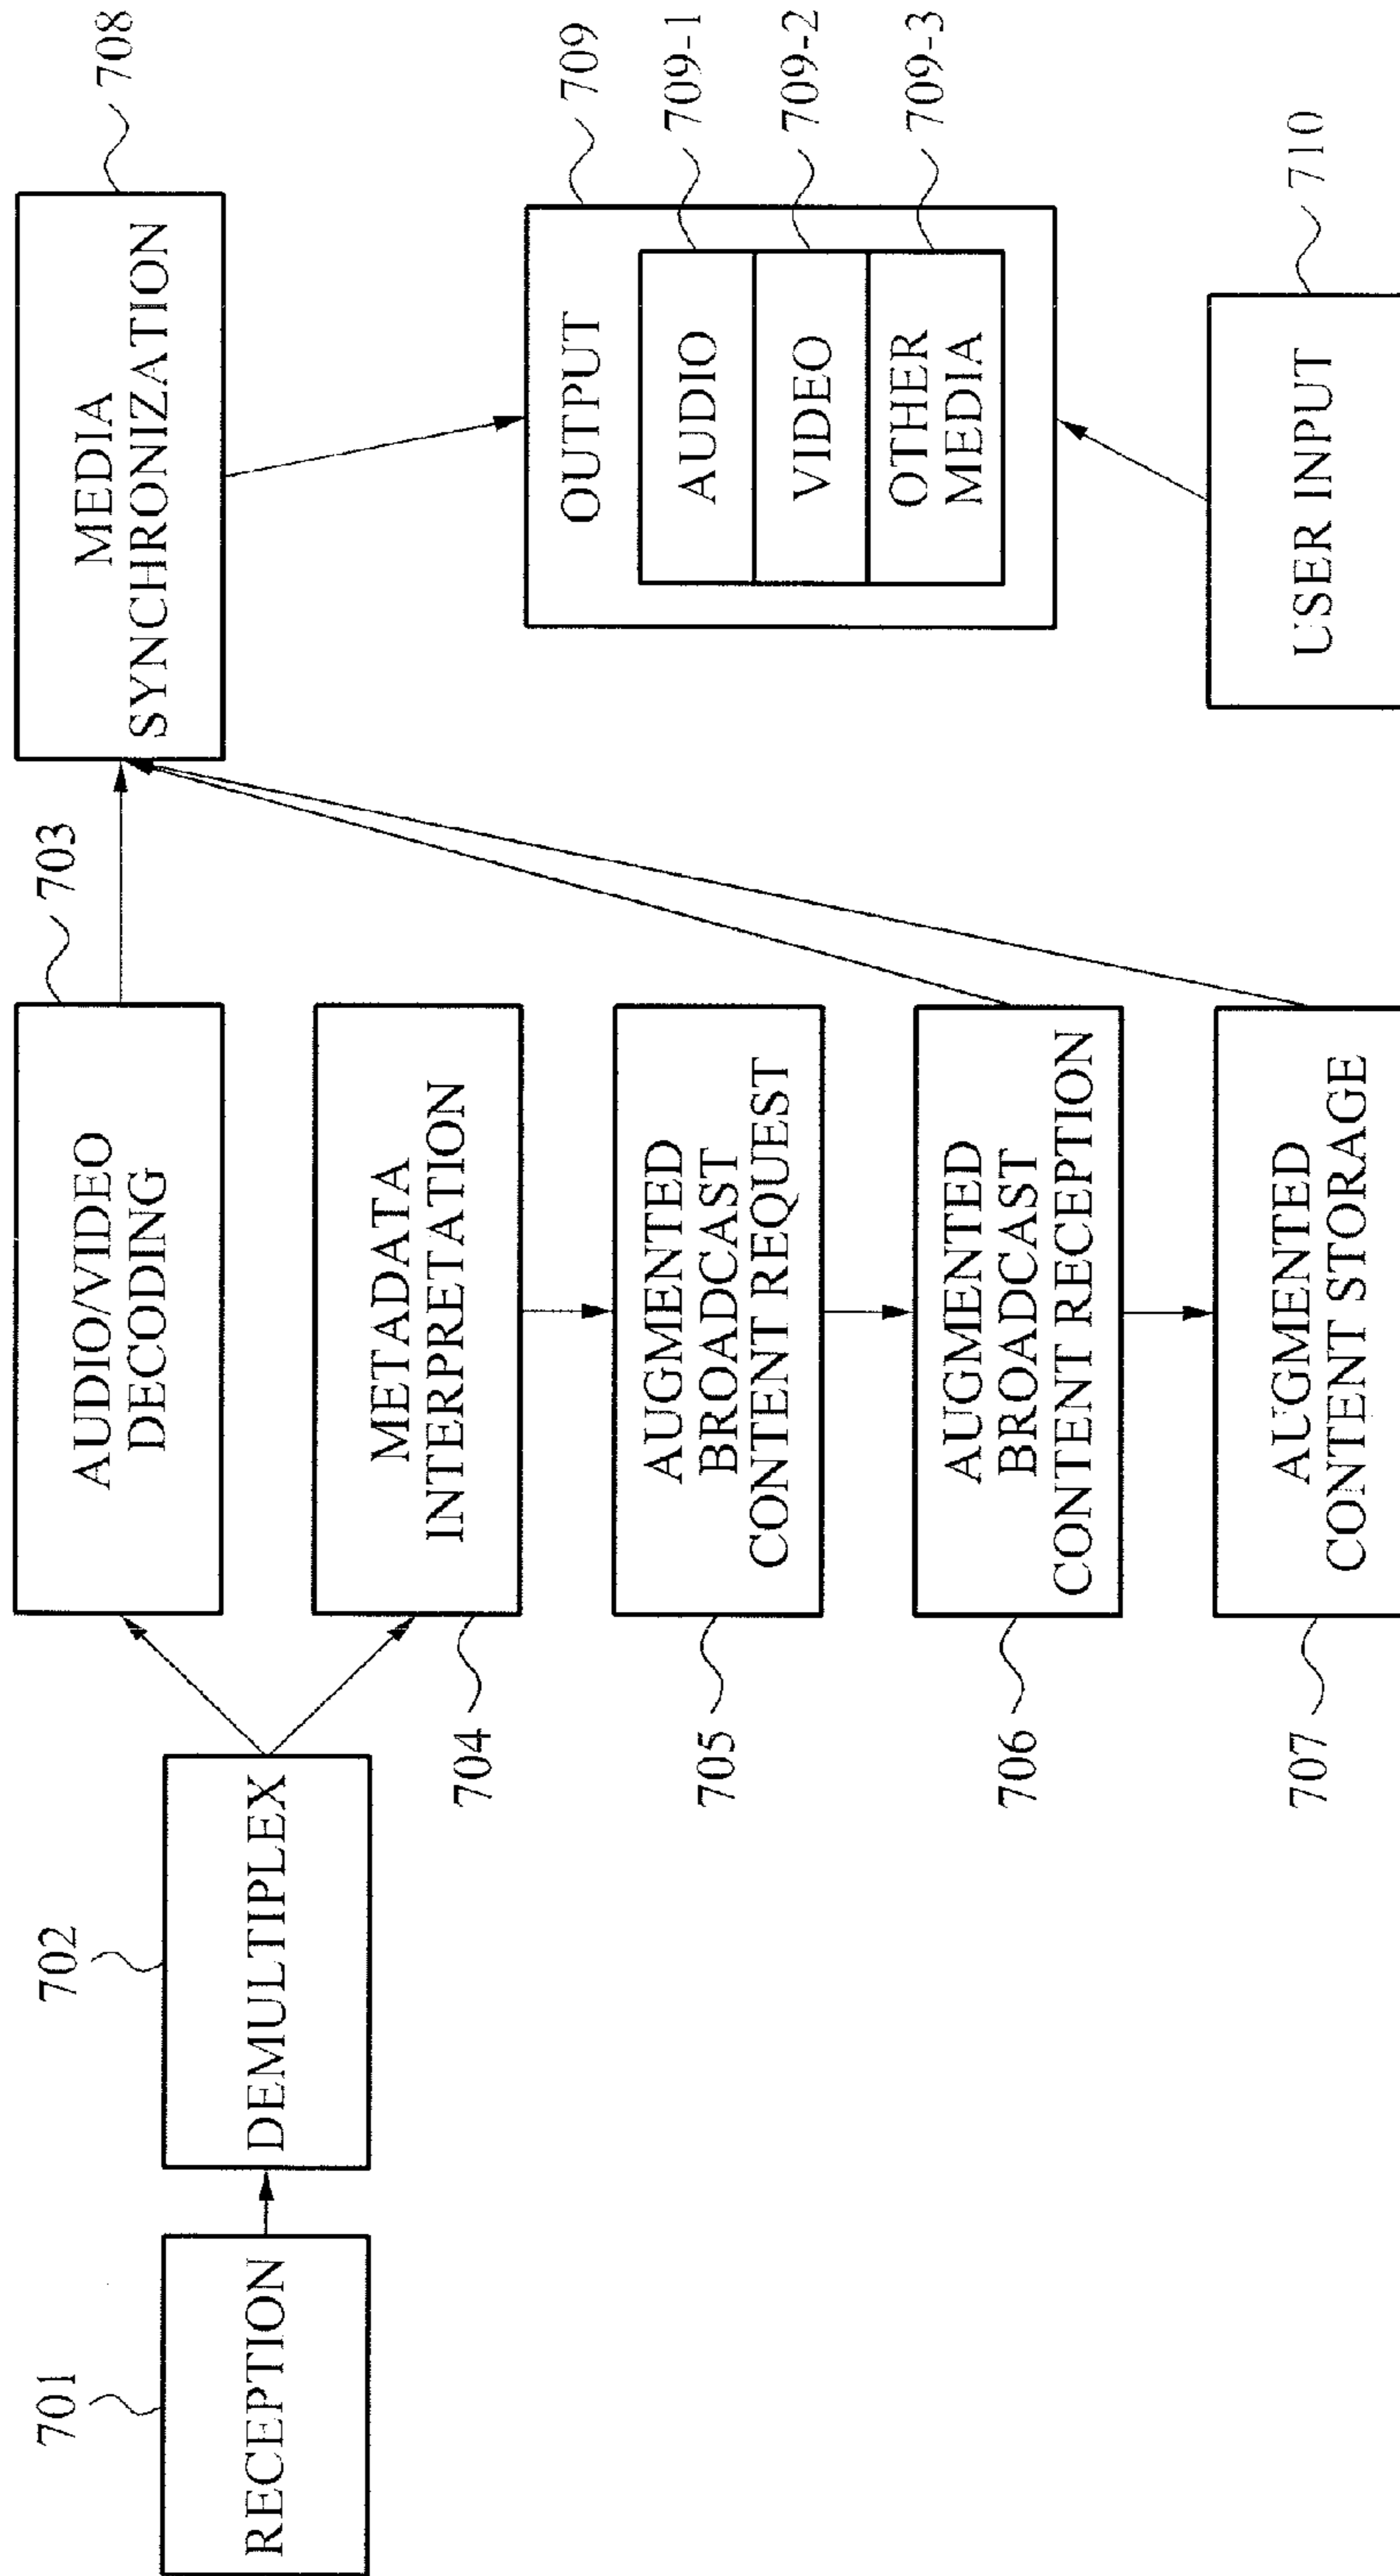 701
RECEPTION
702
DEMULTIPLEX
703
AUDIO/VIDEO
DECODING
704
METADATA
INTERPRETATION
705
AUGMENTED
BROADCAST
CONTENT REQUEST
706
AUGMENTED
BROADCAST
CONTENT RECEPTION
707
AUGMENTED
CONTENT STORAGE
708
MEDIA
SYNCHRONIZATION
709
OUTPUT
709-1
AUDIO
709-2
VIDEO
709-3
OTHER
MEDIA
710
USER INPUT